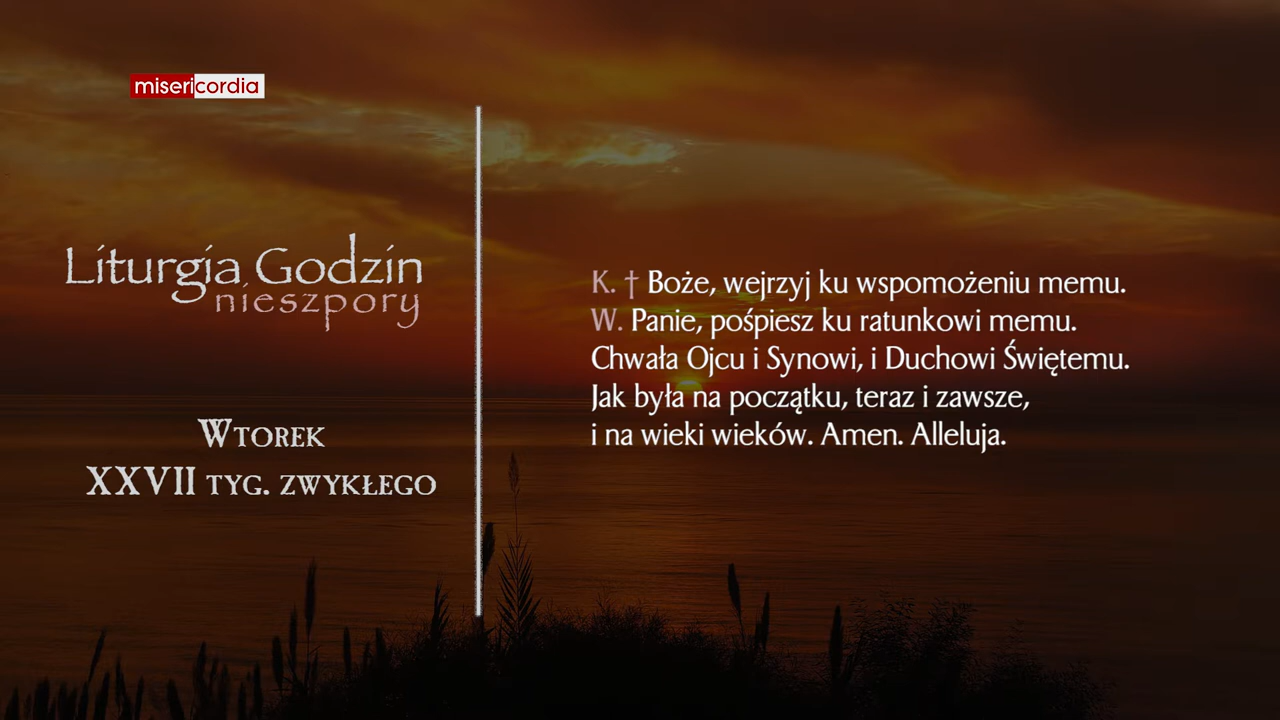 misericordia
Liturgia Godzin
nieszpory
Wtorek
XXVII tyg. zwykłego
K. † Boże, wejrzyj ku wspomożeniu memu.
W. Panie, pośpiesz ku ratunkowi memu.
Chwała Ojcu i Synowi, i Duchowi Świętemu.
Jak była na początku, teraz i zawsze,
i na wieki wieków. Amen. Alleluja.